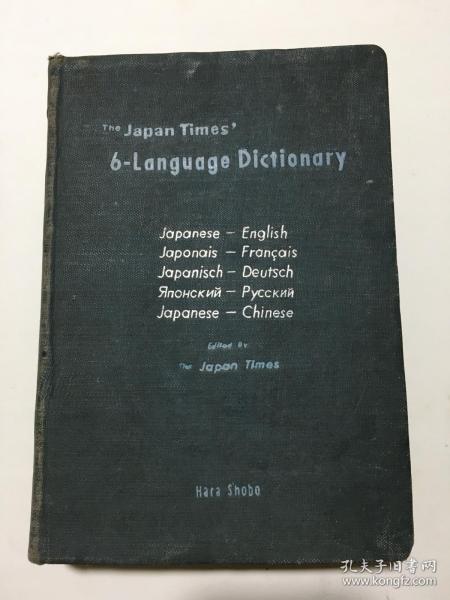 The Japan Times'
6-Language Dictionary
Japanese – English
Japonais – Français
Japanisch – Deutsch
Японский – Русский
Japanese – Chinese
Edited By
The Japan Times
Hara Shobo
孔夫子旧书网
www.kongfz.com